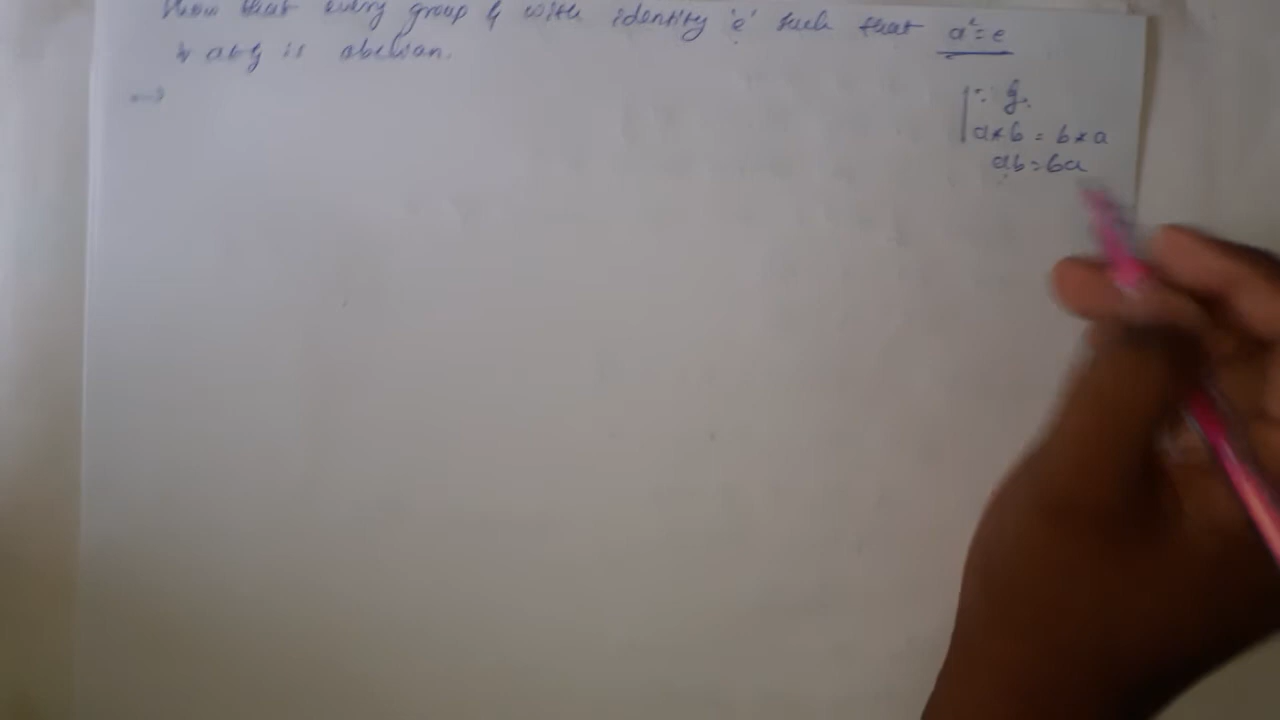 Show that every group G with identity 'e' such that a² = e
∀ a ∈ G is abelian.
→
∵ G.
a * b = b * a
ab = ba